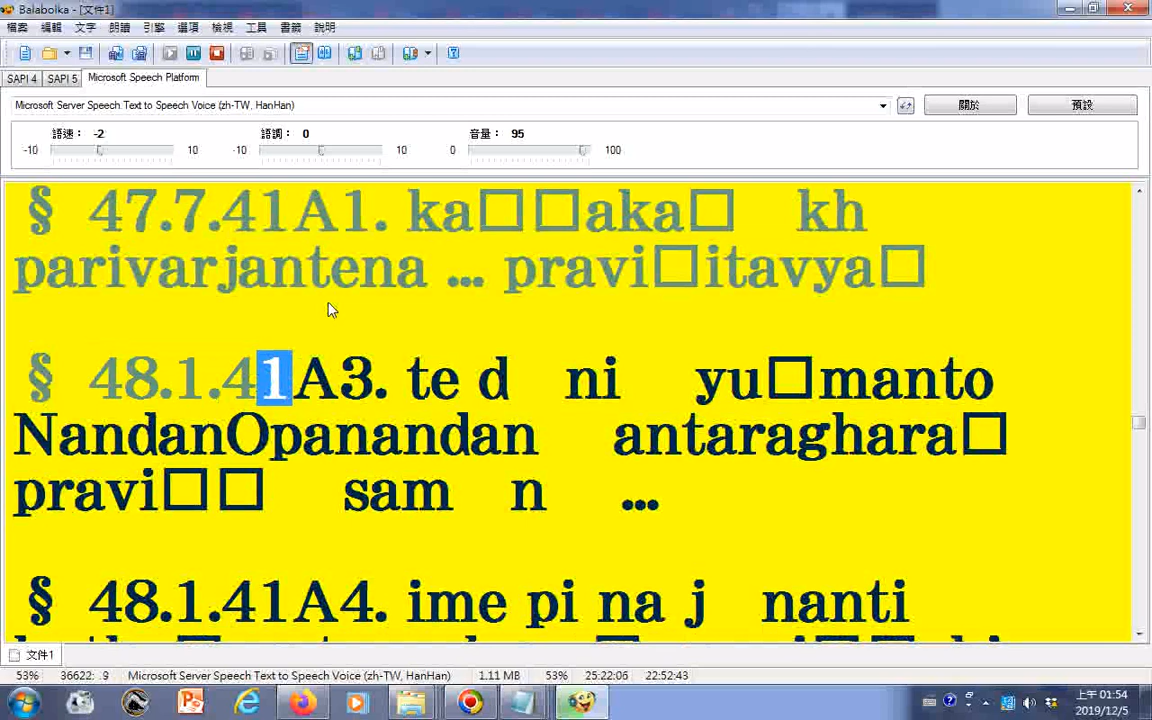 Balabolka - [文件1]
檔案 編輯 文字 朗讀 引擎 選項 檢視 工具 書籤 說明
SAPI 4 SAPI 5 Microsoft Speech Platform
Microsoft Server Speech Text to Speech Voice (zh-TW, HanHan) 關於 預設
語速： -2 語調： 0 音量： 95
-10 10 -10 10 0 100
§ 47.7.41A1. ka□□aka□ kh
parivarjantena ... pravi□itavya□
§ 48.1.41A3. te d ni yu□manto
NandanOpanandan antaraghara□
pravi□□ sam n ...
§ 48.1.41A4. ime pi na j nanti
文件1
53% 36622: .9 Microsoft Server Speech Text to Speech Voice (zh-TW, HanHan) 1.11 MB 53% 25:22:06 22:52:43
上午 01:54
2019/12/5